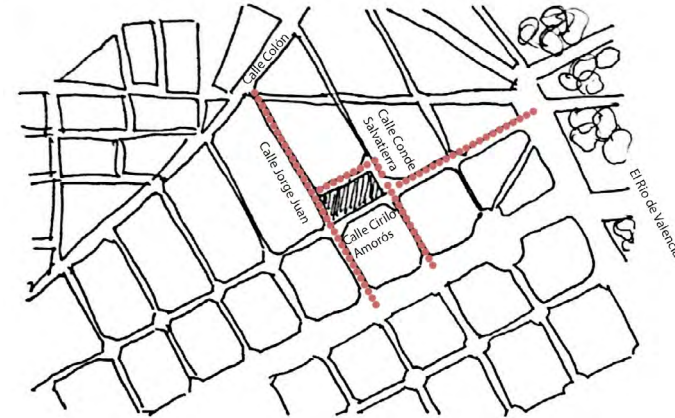 Calle Colón
Calle Conde
Salvatierra
Calle Jorge Juan
Calle Cirilo
Amorós
El Río de Valencia